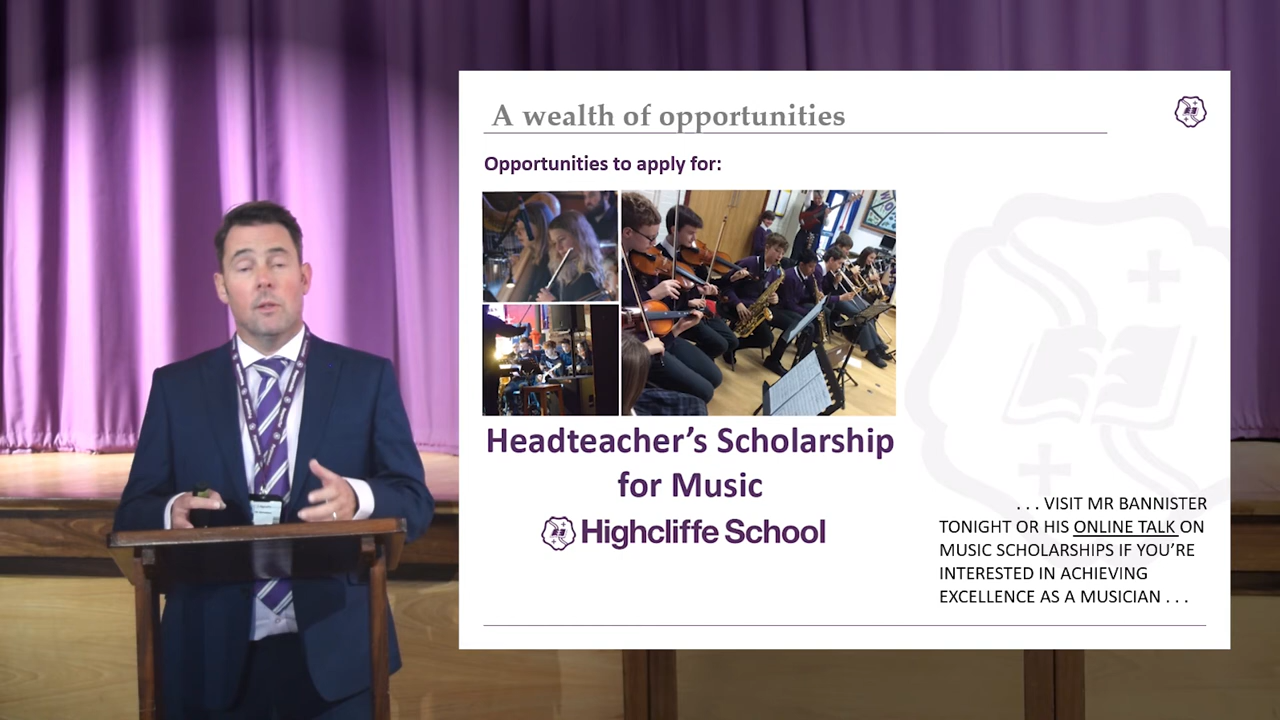 A wealth of opportunities
Opportunities to apply for:
Headteacher’s Scholarship
for Music
Highcliffe School
. . . VISIT MR BANNISTER
TONIGHT OR HIS ONLINE TALK ON
MUSIC SCHOLARSHIPS IF YOU’RE
INTERESTED IN ACHIEVING
EXCELLENCE AS A MUSICIAN . . .